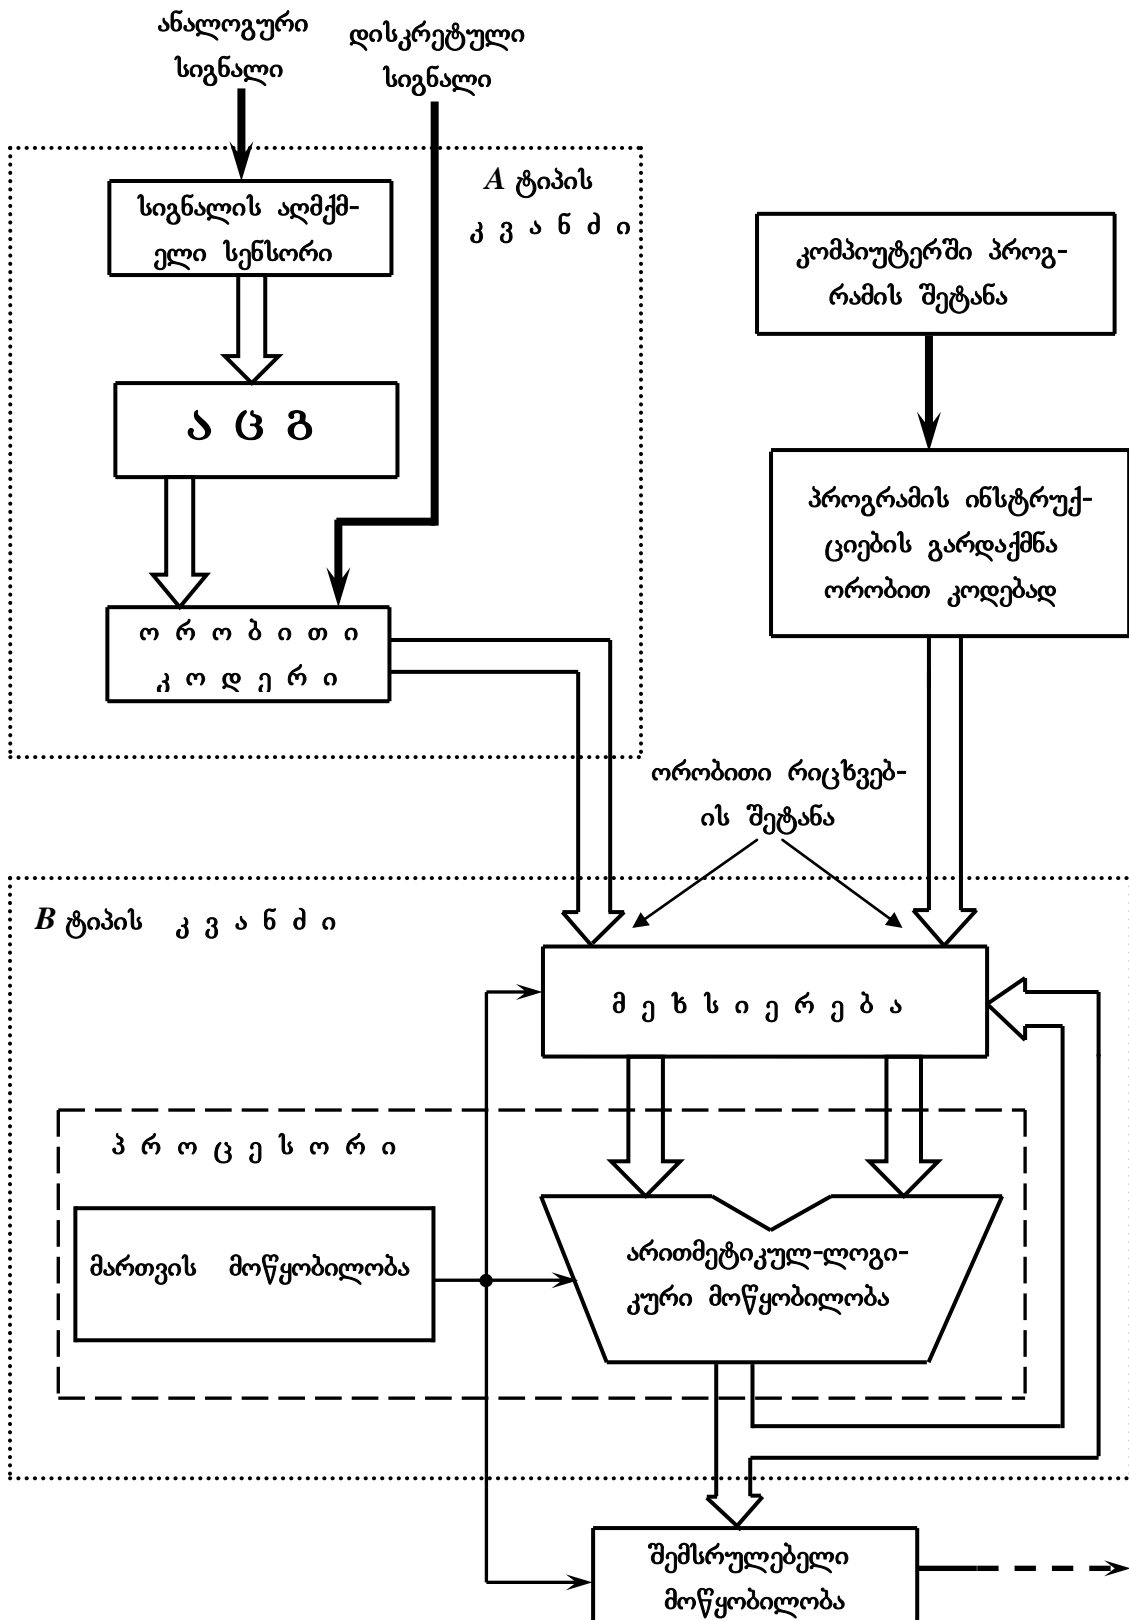 ანალოგური
სიგნალი
დისკრეტული
სიგნალი
A ტიპის
კ ვ ა ნ ძ ი
სიგნალის აღმქმ-
ელი სენსორი
ა ც გ
ო რ ო ბ ი თ ი
კ ო დ ე რ ი
კომპიუტერში პროგ-
რამის შეტანა
პროგრამის ინსტრუქ-
ციების გარდაქმნა
ორობით კოდებად
ორობითი რიცხვებ-
ის შეტანა
B ტიპის კ ვ ა ნ ძ ი
მ ე ხ ს ი ე რ ე ბ ა
პ რ ო ც ე ს ო რ ი
მართვის მოწყობილობა
არითმეტიკულ-ლოგი-
კური მოწყობილობა
შემსრულებელი
მოწყობილობა